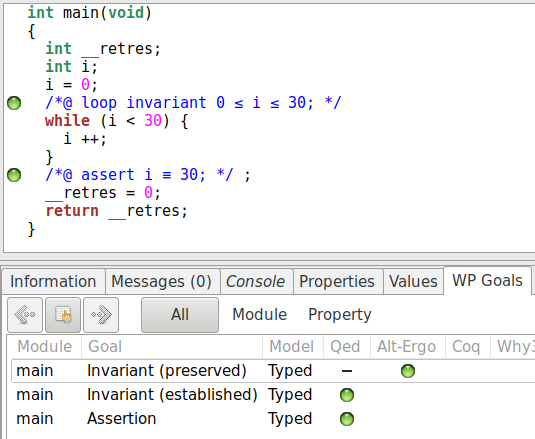 int main(void)
{
int __retres;
int i;
i = 0;
/*@ loop invariant 0 ≤ i ≤ 30; */
while (i < 30) {
i ++;
}
/*@ assert i ≡ 30; */ ;
__retres = 0;
return __retres;
}
Information Messages (0) Console Properties Values WP Goals
All Module Property
Module Goal Model Qed Alt-Ergo Coq Why3
main Invariant (preserved) Typed –
main Invariant (established) Typed
main Assertion Typed